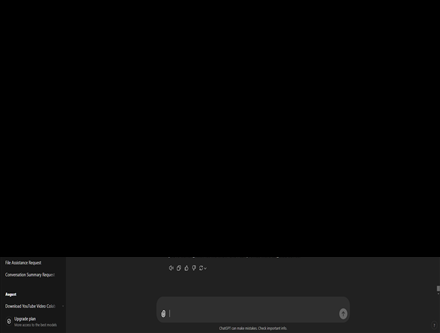 File Assistance Request
Conversation Summary Request
August
Download YouTube Video Colab
Upgrade plan
More access to the best models
ChatGPT can make mistakes. Check important info.